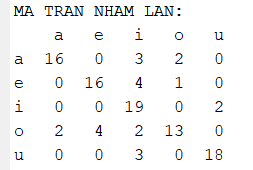 MA TRAN NHAM LAN:
a e i o u
a 16 0 3 2 0
e 0 16 4 1 0
i 0 0 19 0 2
o 2 4 2 13 0
u 0 0 3 0 18